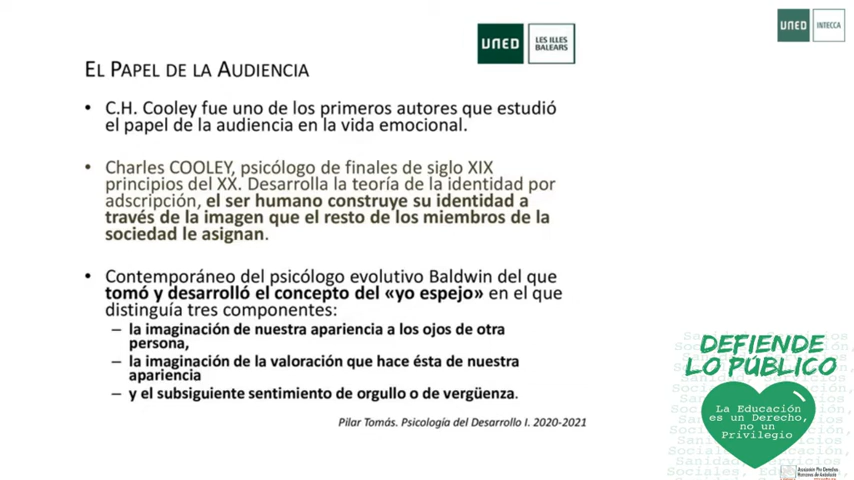 UNED
LES ILLES
BALEARS
UNED
INTECCA
EL PAPEL DE LA AUDIENCIA
• C.H. Cooley fue uno de los primeros autores que estudió
el papel de la audiencia en la vida emocional.
• Charles COOLEY, psicólogo de finales de siglo XIX
principios del XX. Desarrolla la teoría de la identidad por
adscripción, el ser humano construye su identidad a
través de la imagen que el resto de los miembros de la
sociedad le asignan.
• Contemporáneo del psicólogo evolutivo Baldwin del que
tomó y desarrolló el concepto del «yo espejo» en el que
distinguía tres componentes:
– la imaginación de nuestra apariencia a los ojos de otra
persona,
– la imaginación de la valoración que hace ésta de nuestra
apariencia
– y el subsiguiente sentimiento de orgullo o de vergüenza.
Pilar Tomás. Psicología del Desarrollo I. 2020-2021
DEFIENDE
LO PÚBLICO
La Educación
es un Derecho,
no un
Privilegio